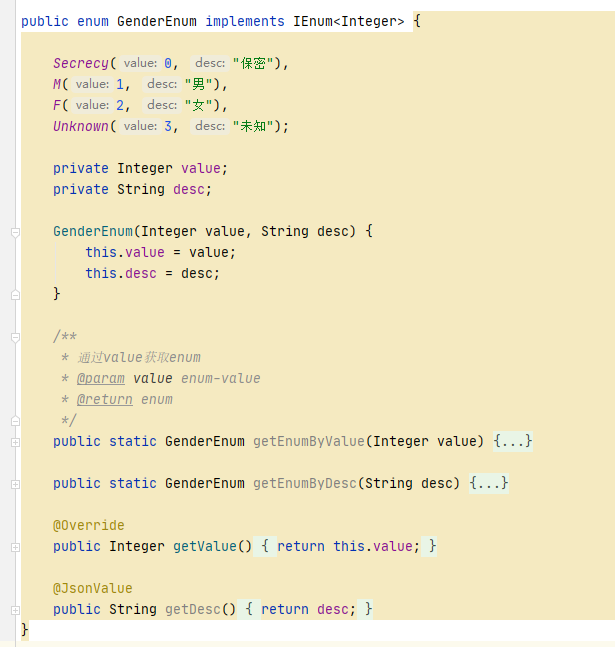 public enum GenderEnum implements IEnum<Integer> {
Secrecy( value: 0, desc: "保密"),
M( value: 1, desc: "男"),
F( value: 2, desc: "女"),
Unknown( value: 3, desc: "未知");
private Integer value;
private String desc;
GenderEnum(Integer value, String desc) {
this.value = value;
this.desc = desc;
}
/**
* 通过value获取enum
* @param value enum-value
* @return enum
*/
public static GenderEnum getEnumByValue(Integer value) {...}
public static GenderEnum getEnumByDesc(String desc) {...}
@Override
public Integer getValue() { return this.value; }
@JsonValue
public String getDesc() { return desc; }
}